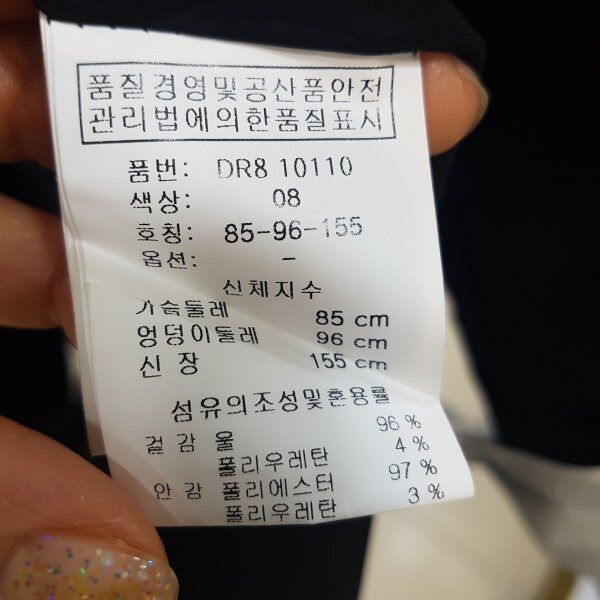 품질경영및공산품안전
관리법에의한품질표시
품번: DR8 10110
색상: 08
호칭: 85-96-155
옵션: -
신체지수
가슴둘레 85 cm
엉덩이둘레 96 cm
신 장 155 cm
섬유의조성및혼용률
겉감 울 96 %
폴리우레탄 4 %
안감 폴리에스터 97 %
폴리우레탄 3 %